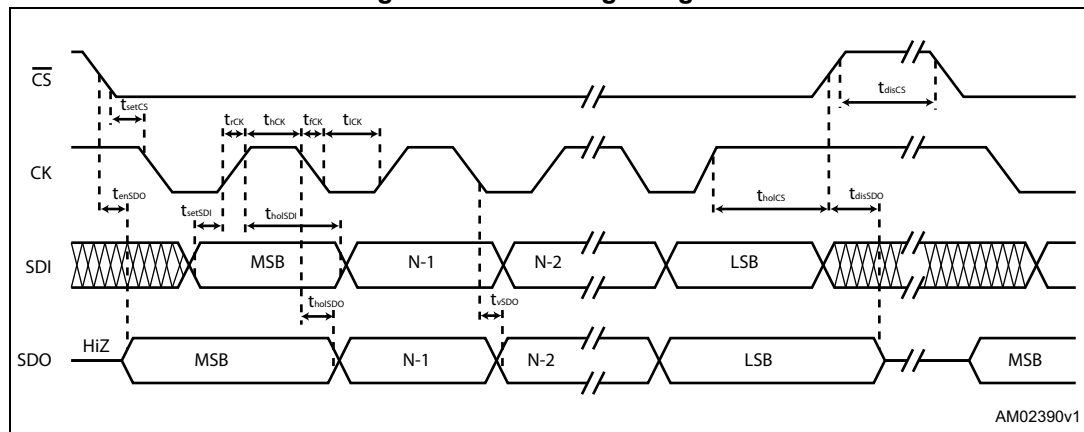 CS
tsetCS
tdisCS
trCK
thCK
tfCK
tlCK
CK
tenSDO
tsetSDI
tholSDI
tholCS
tdisSDO
SDI
MSB
N-1
N-2
LSB
tholSDO
tvSDO
HiZ
SDO
MSB
N-1
N-2
LSB
MSB
AM02390v1